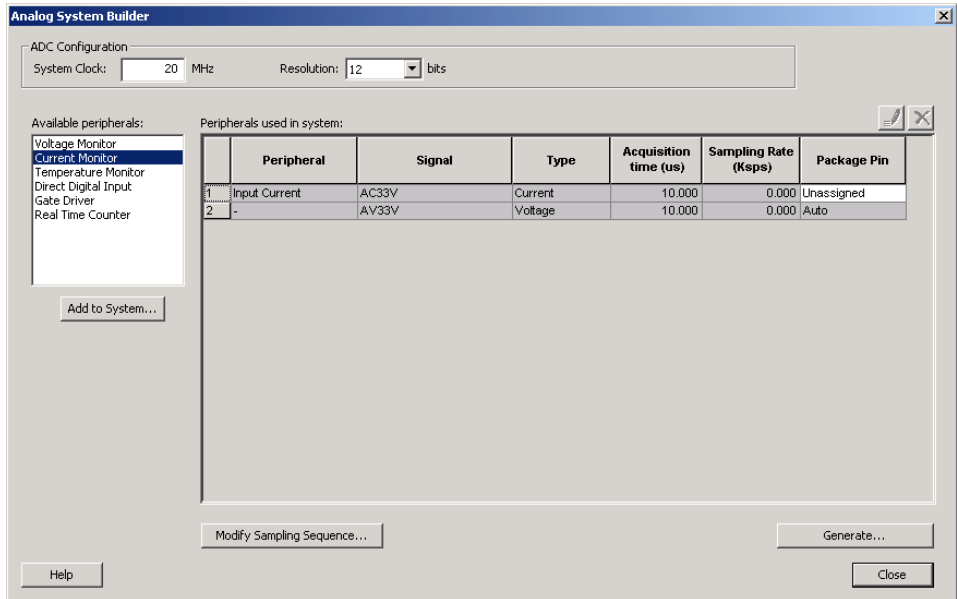 Analog System Builder
ADC Configuration
System Clock: 20 MHz Resolution: 12 bits
Available peripherals:
Voltage Monitor
Current Monitor
Temperature Monitor
Direct Digital Input
Gate Driver
Real Time Counter
Add to System...
Peripherals used in system:
Peripheral Signal Type Acquisition time (us) Sampling Rate (Ksps) Package Pin
1 Input Current AC33V Current 10.000 0.000 Unassigned
2 - AV33V Voltage 10.000 0.000 Auto
Modify Sampling Sequence... Generate...
Help Close